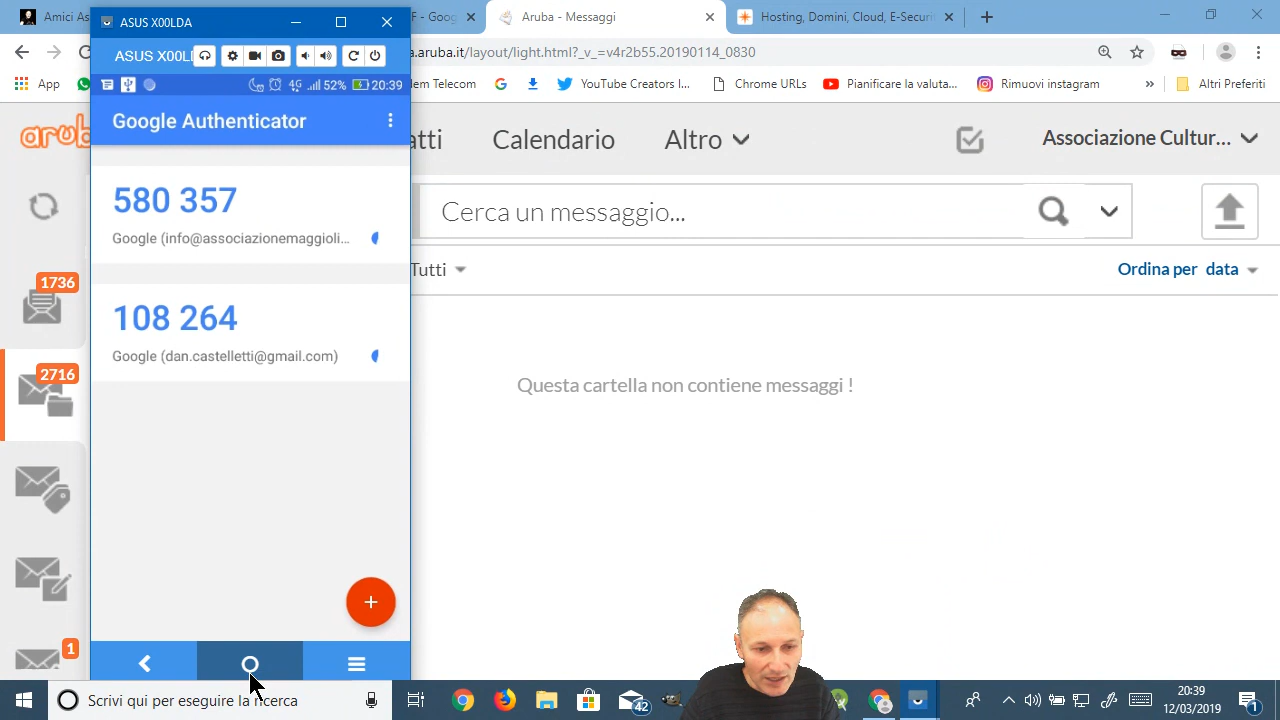 ASUS X00LDA
Amici As
F - Goog
Aruba - Messaggi
Hosting, Domini, Cloud, E-Securi
.aruba.it/layout/light.html?_v_=v4r2b55.20190114_0830
ASUS X00L
App
dem Telecom
YouTube Creators I...
Chrome URLs
Pianificare la valuta...
Rimuovi instagram
»
Altri Preferiti
4G
52%
20:39
Google Authenticator
aruba
atti
Calendario
Altro
Associazione Cultur...
580 357
Google (info@associazionemaggioli...
Cerca un messaggio...
Tutti
Ordina per data
1736
108 264
Google (dan.castelletti@gmail.com)
2716
Questa cartella non contiene messaggi !
+
1
Scrivi qui per eseguire la ricerca
42
20:39
12/03/2019
1